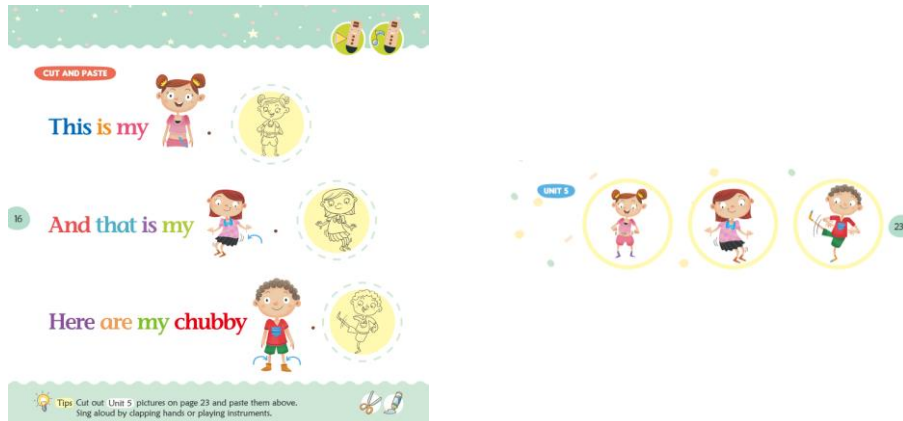 CUT AND PASTE
This is my .
16
And that is my .
Here are my chubby .
Tips Cut out Unit 5 pictures on page 23 and paste them above.
Sing aloud by clapping hands or playing instruments.
UNIT 5
23